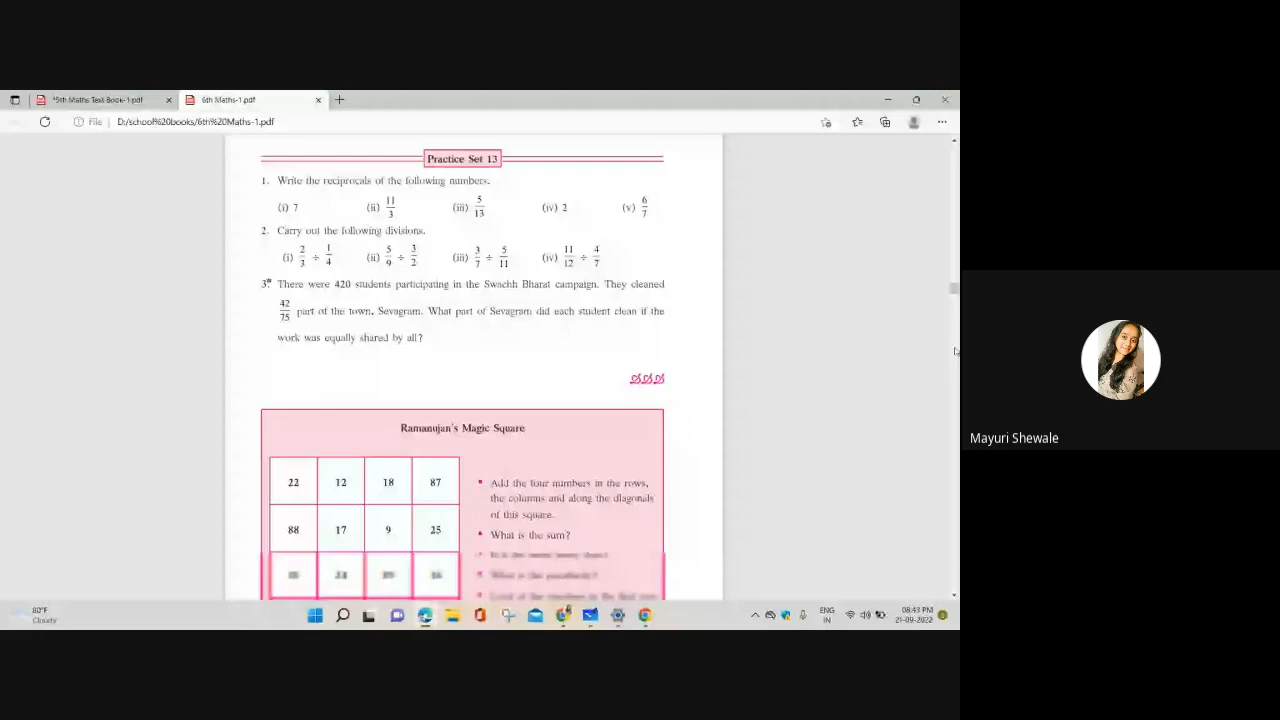 *5th Maths Text Book-1.pdf
6th Maths-1.pdf
File
D:/school%20books/6th%20Maths-1.pdf
Practice Set 13
1. Write the reciprocals of the following numbers.
(i) 7 (ii) 11/3 (iii) 5/13 (iv) 2 (v) 6/7
2. Carry out the following divisions.
(i) 2/3 ÷ 1/4 (ii) 5/9 ÷ 3/2 (iii) 3/7 ÷ 5/11 (iv) 11/12 ÷ 4/7
3*. There were 420 students participating in the Swachh Bharat campaign. They cleaned
42/75 part of the town, Sevagram. What part of Sevagram did each student clean if the
work was equally shared by all?
Ramanujan's Magic Square
22 12 18 87
88 17 9 25
• Add the four numbers in the rows,
the columns and along the diagonals
of this square.
• What is the sum?
Mayuri Shewale
80°F
Cloudy
ENG
IN
08:43 PM
21-09-2022